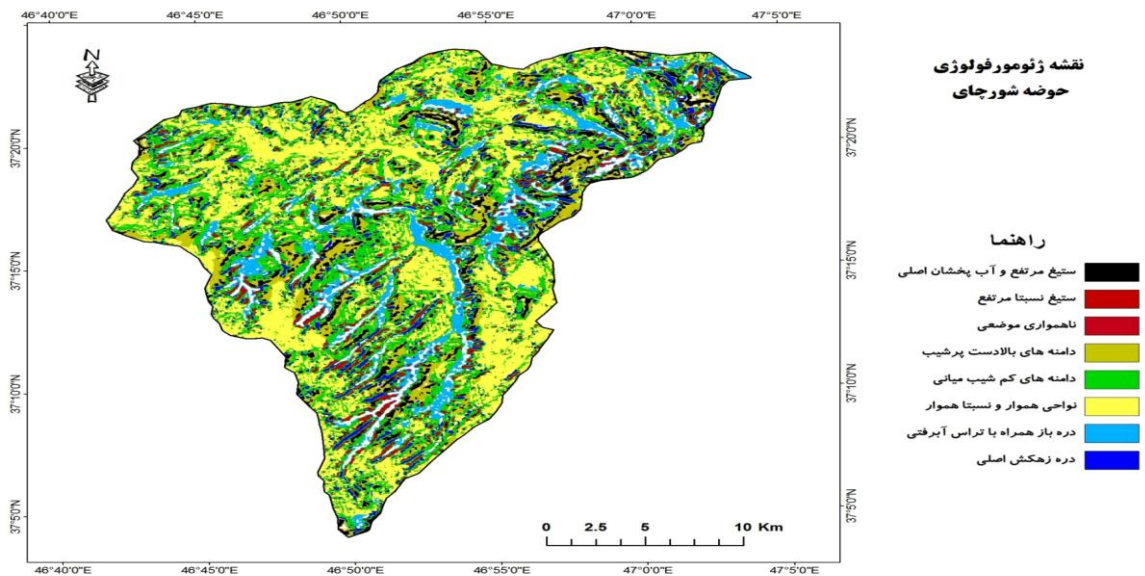 46°40'0"E 46°45'0"E 46°50'0"E 46°55'0"E 47°0'0"E 47°5'0"E
N
نقشه ژئومورفولوژی
حوضه شورچای
37°20'0"N 37°20'0"N
37°15'0"N 37°15'0"N
37°10'0"N 37°10'0"N
37°5'0"N 37°5'0"N
راهنما
ستیغ مرتفع و آب پخشان اصلی
ستیغ نسبتا مرتفع
ناهمواری موضعی
دامنه های بالادست پرشیب
دامنه های کم شیب میانی
نواحی هموار و نسبتا هموار
دره باز همراه با تراس آبرفتی
دره زهکش اصلی
0 2.5 5 10 Km
46°40'0"E 46°45'0"E 46°50'0"E 46°55'0"E 47°0'0"E 47°5'0"E